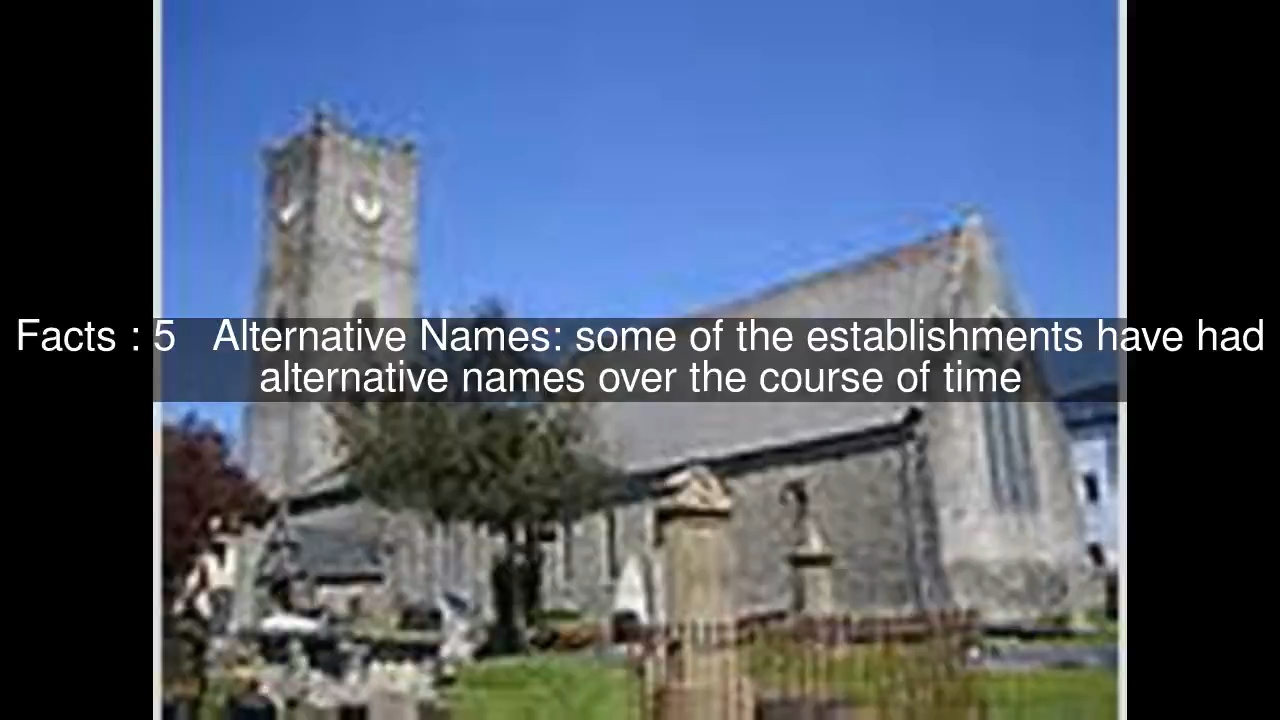 Facts : 5   Alternative Names: some of the establishments have had
alternative names over the course of time